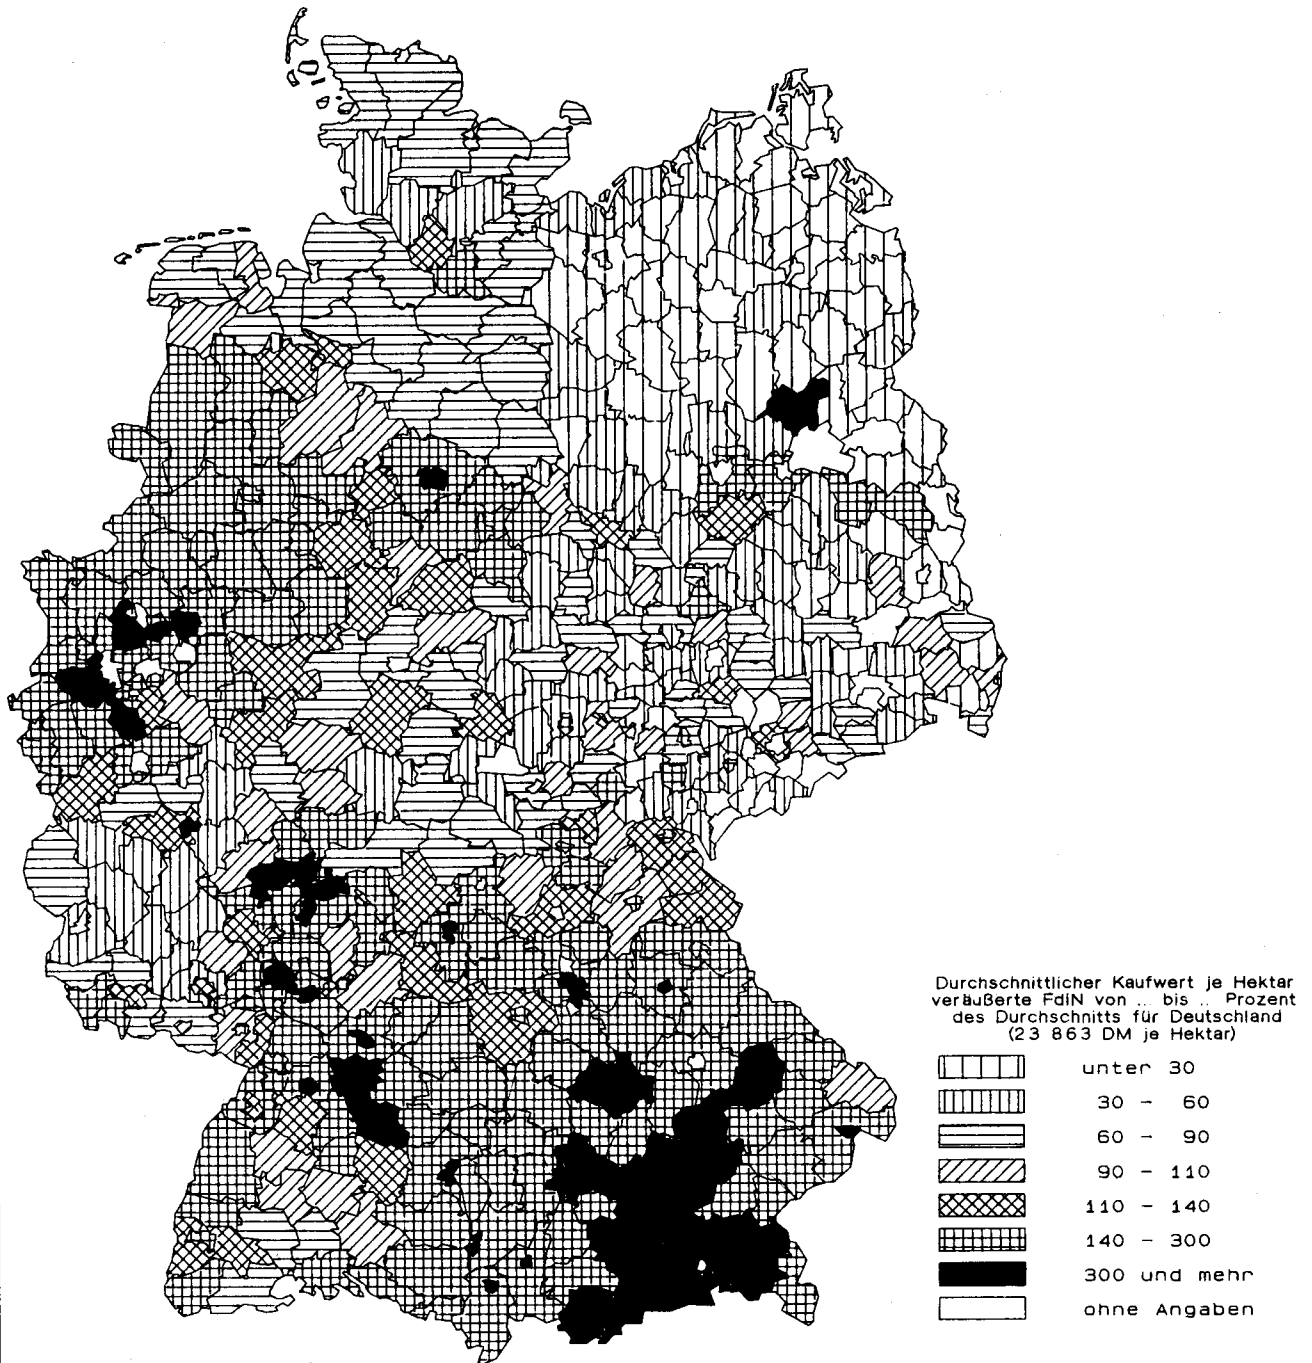 Durchschnittlicher Kaufwert je Hektar
veräußerte FdlN von ... bis .. Prozent
des Durchschnitts für Deutschland
(23 863 DM je Hektar)
unter 30
30 - 60
60 - 90
90 - 110
110 - 140
140 - 300
300 und mehr
ohne Angaben